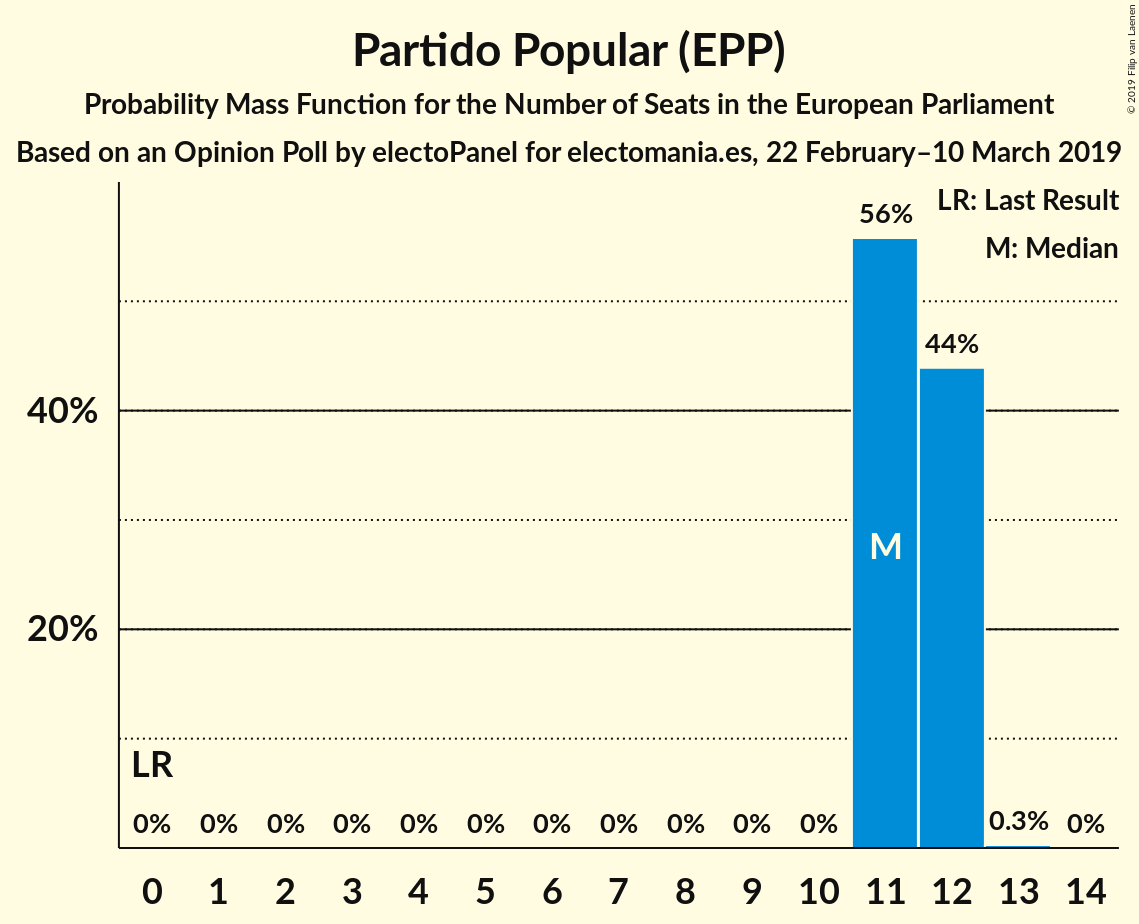 Partido Popular (EPP)
Probability Mass Function for the Number of Seats in the European Parliament
Based on an Opinion Poll by electoPanel for electomania.es, 22 February–10 March 2019
© 2019 Filip van Laenen
LR: Last Result
M: Median
56%
44%
40%
M
20%
LR
0% 0% 0% 0% 0% 0% 0% 0% 0% 0% 0% 0.3% 0%
0 1 2 3 4 5 6 7 8 9 10 11 12 13 14